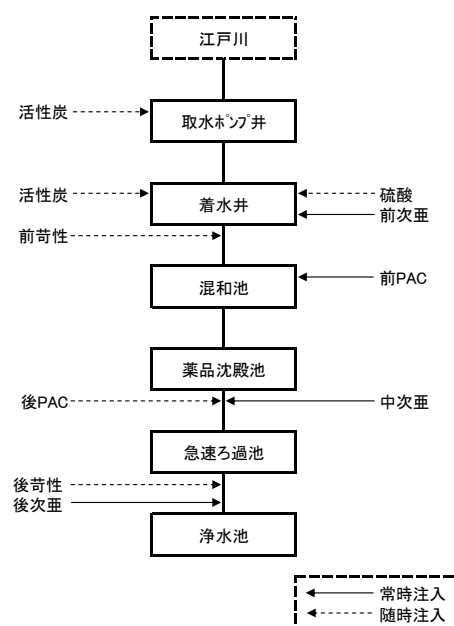 江戸川
活性炭
取水ﾎﾟﾝﾌﾟ井
活性炭
着水井
硫酸
前次亜
前苛性
混和池
前PAC
薬品沈殿池
後PAC
中次亜
急速ろ過池
後苛性
後次亜
浄水池
常時注入
随時注入